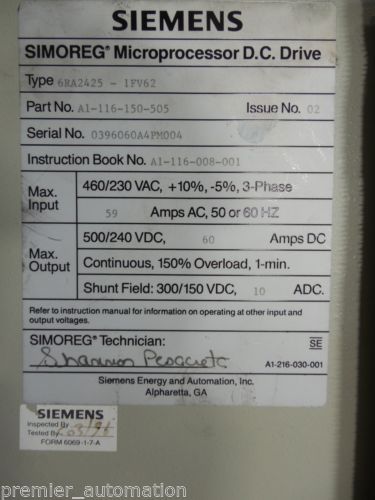 SIEMENS
SIMOREG® Microprocessor D.C. Drive
Type 6RA2425 - 1FV62
Part No. A1-116-150-505 Issue No. 02
Serial No. 0396060A4PM004
Instruction Book No. A1-116-008-001
Max. Input
460/230 VAC, +10%, -5%, 3-Phase
59 Amps AC, 50 or 60 HZ
Max. Output
500/240 VDC, 60 Amps DC
Continuous, 150% Overload, 1-min.
Shunt Field: 300/150 VDC, 10 ADC.
Refer to instruction manual for information on operating at other input and
output voltages.
SIMOREG® Technician: SE
Shannon
A1-216-030-001
Siemens Energy and Automation, Inc.
Alpharetta, GA
SIEMENS
Inspected By
Tested By
FORM 6069-1-7-A
premier_automation premier_automation